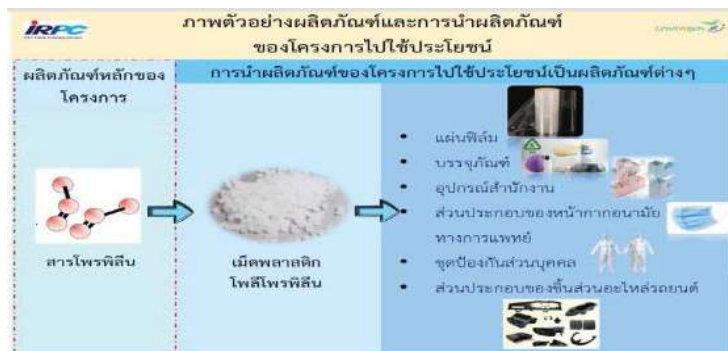 IRPC
ภาพตัวอย่างผลิตภัณฑ์และการนำผลิตภัณฑ์
ของโครงการไปใช้ประโยชน์
ผลิตภัณฑ์หลักของ
โครงการ
การนำผลิตภัณฑ์ของโครงการไปใช้ประโยชน์เป็นผลิตภัณฑ์ต่างๆ
สารโพรพิลีน
เม็ดพลาสติก
โพลีโพรพิลีน
• แผ่นฟิล์ม
• บรรจุภัณฑ์
• อุปกรณ์สำนักงาน
• ส่วนประกอบของหน้ากากอนามัย
ทางการแพทย์
• ชุดป้องกันส่วนบุคคล
• ส่วนประกอบของชิ้นส่วนอะไหล่รถยนต์